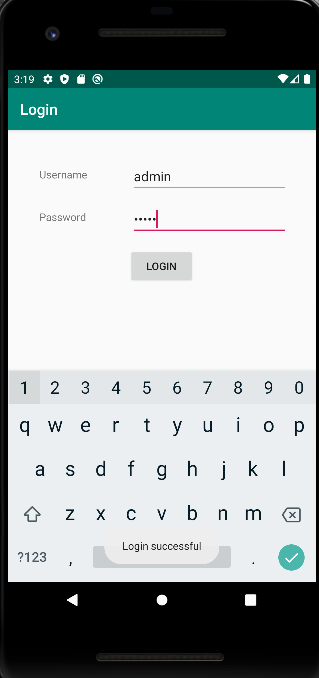 3:19
Login
Username admin
Password •••••
LOGIN
1 2 3 4 5 6 7 8 9 0
q w e r t y u i o p
a s d f g h j k l
z x c v b n m
?123 , .
Login successful